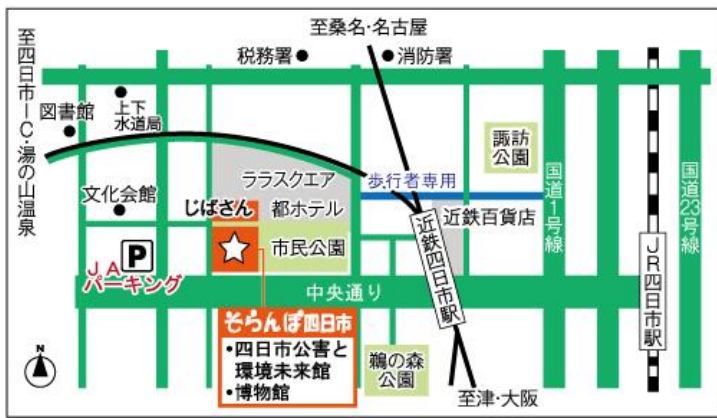 至桑名・名古屋
税務署
消防署
至四日市IC・湯の山温泉
上下
水道局
図書館
諏訪
公園
ララスクエア
歩行者専用
国道1号線
国道23号線
文化会館
じばさん
都ホテル
近鉄百貨店
市民公園
近鉄四日市駅
JR四日市駅
P
JA
パーキング
中央通り
そらんぽ四日市
・四日市公害と
環境未来館
・博物館
鵜の森
公園
N
至津・大阪